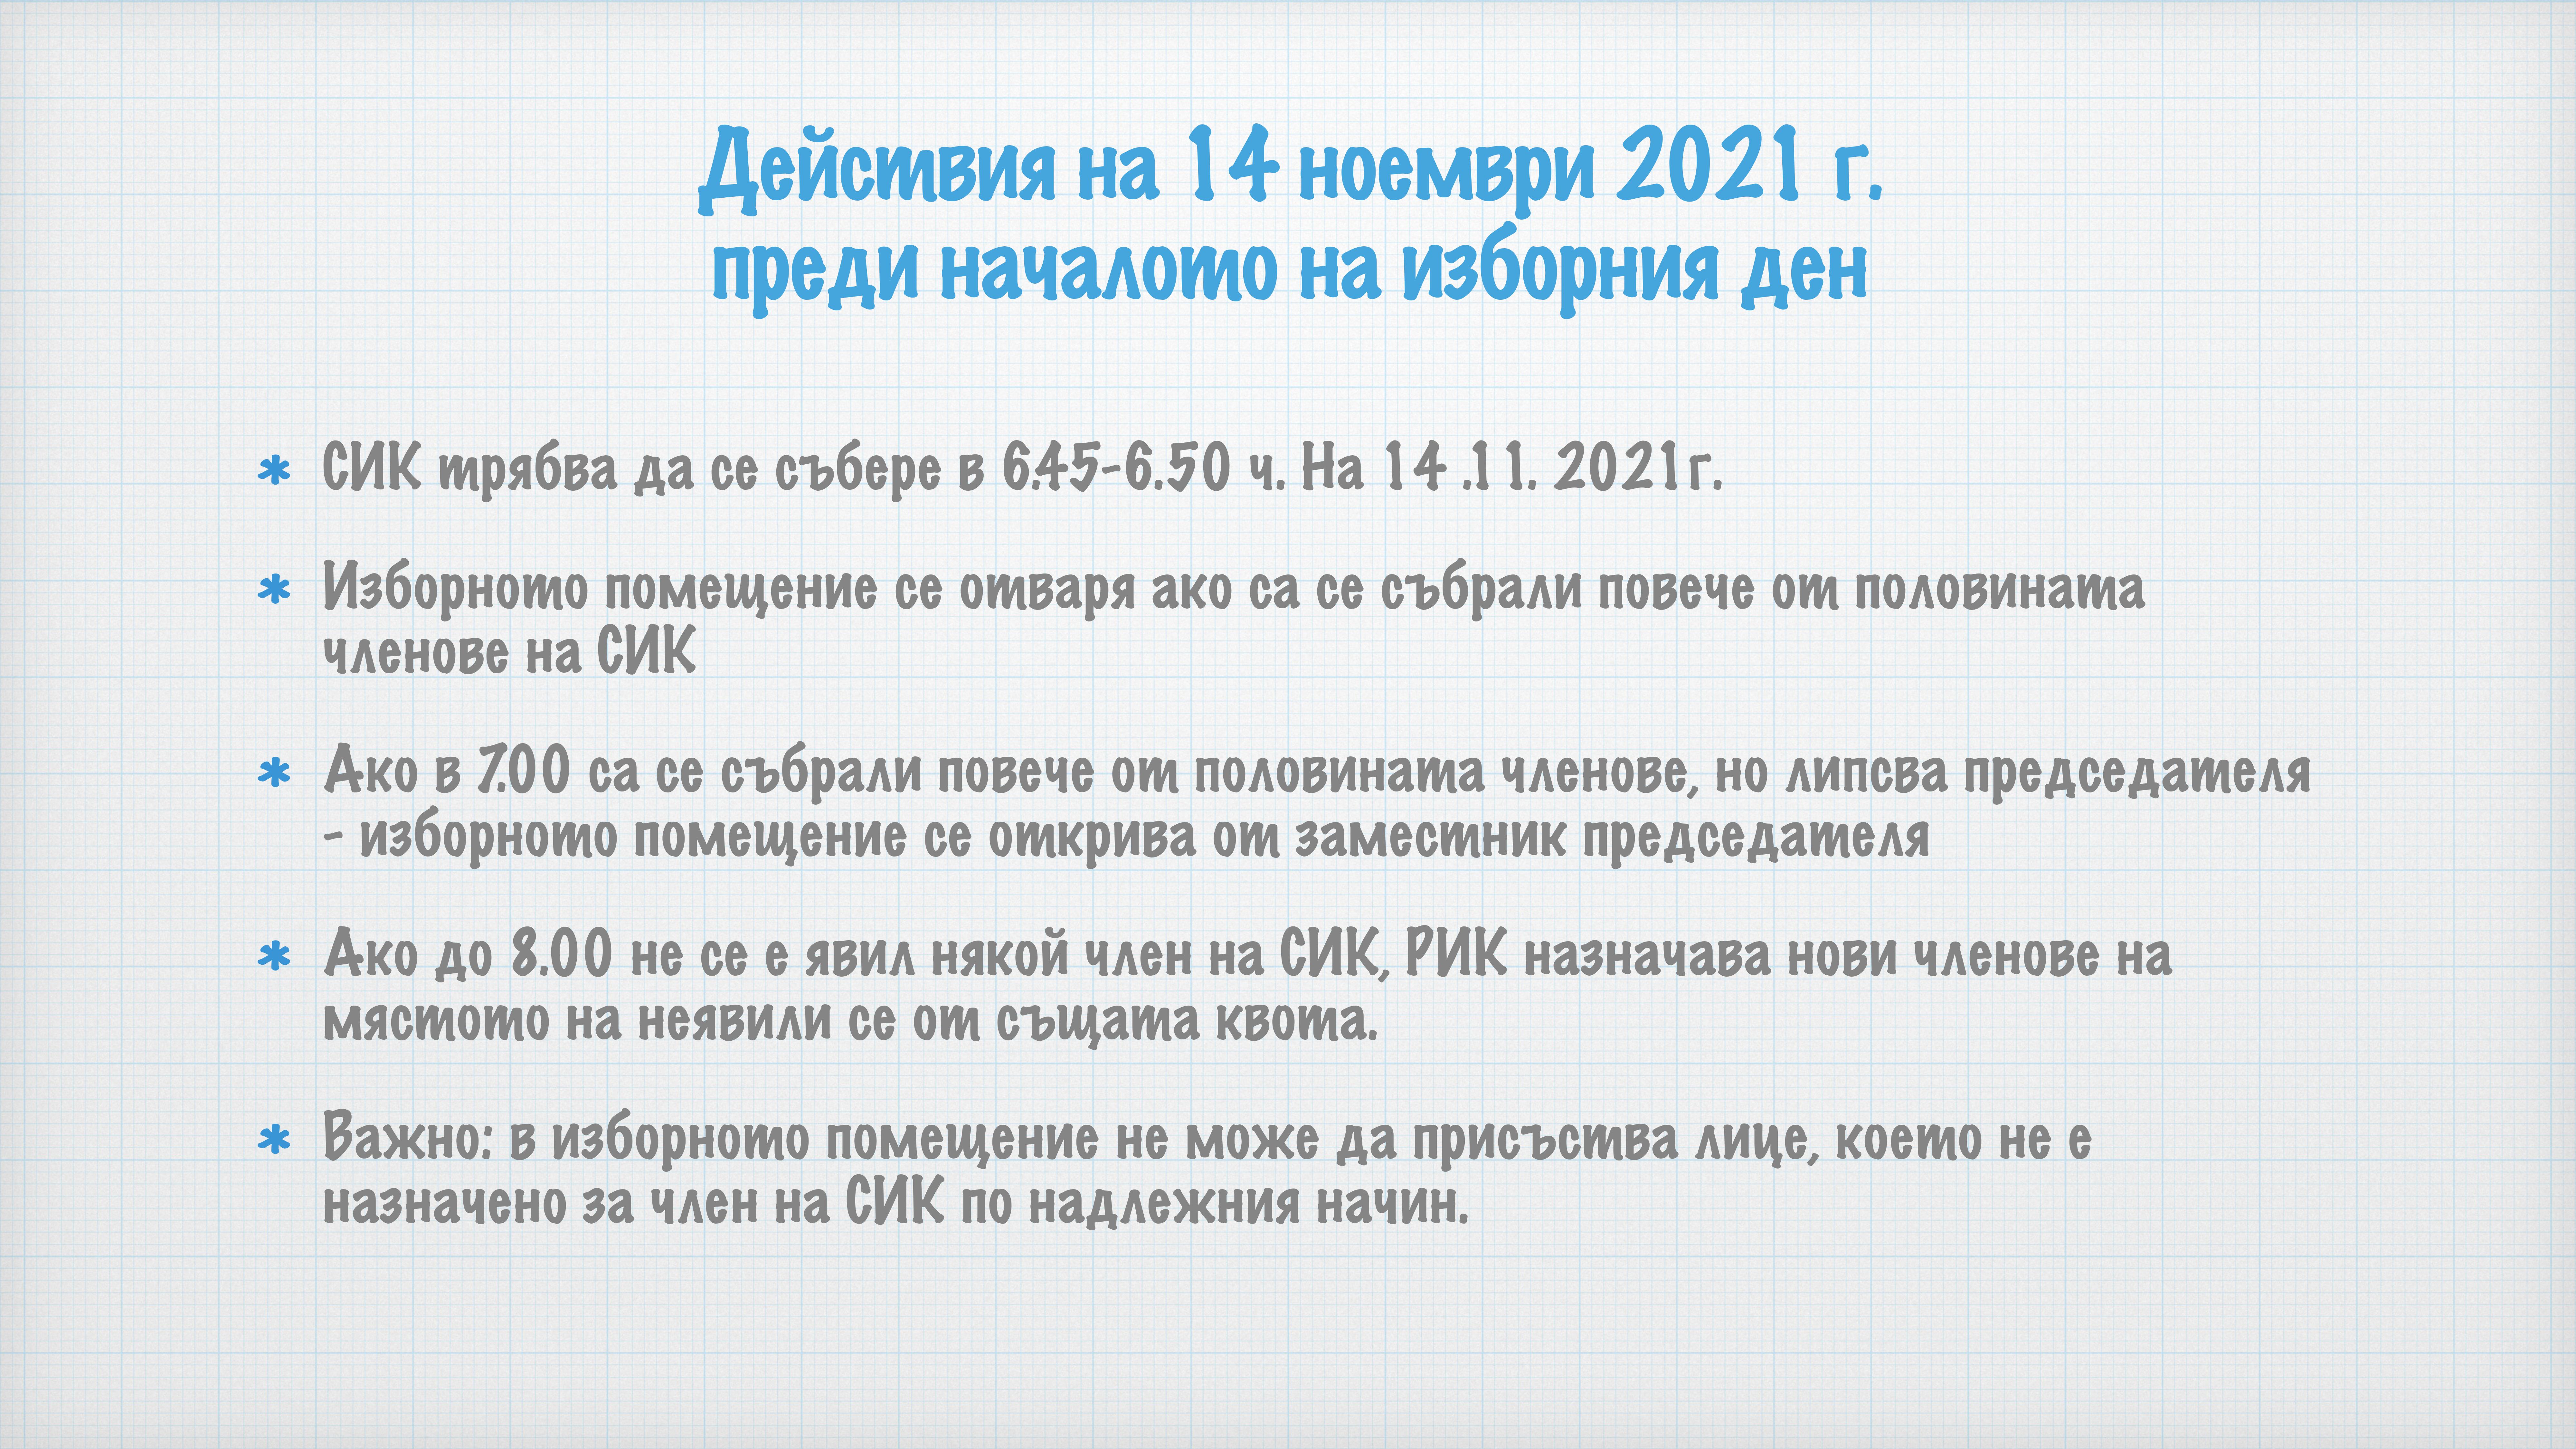 Действия на 14 ноември 2021 г.
преди началото на изборния ден
* СИК трябва да се събере в 6.45-6.50 ч. На 14 .11. 2021г.
* Изборното помещение се отваря ако са се събрали повече от половината
членове на СИК
* Ако в 7.00 са се събрали повече от половината членове, но липсва председателя
- изборното помещение се открива от заместник председателя
* Ако до 8.00 не се е явил някой член на СИК, РИК назначава нови членове на
мястото на неявили се от същата квота.
* Важно: в изборното помещение не може да присъства лице, което не е
назначено за член на СИК по надлежния начин.